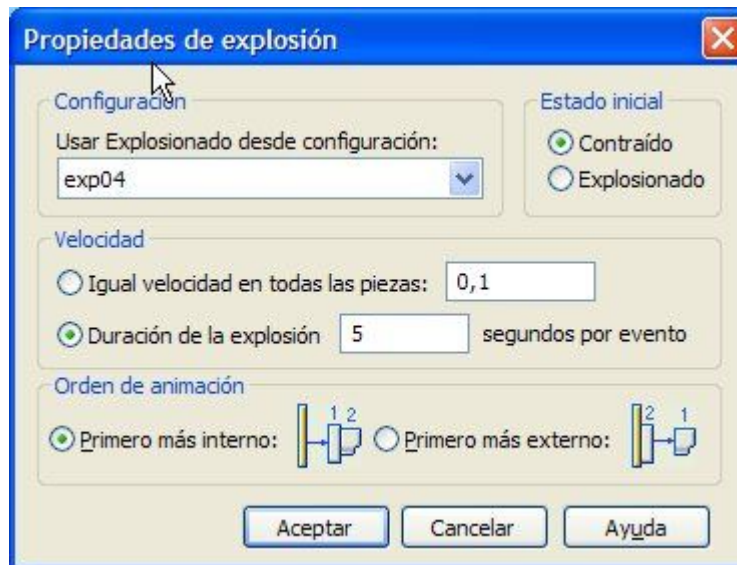 Propiedades de explosión
Configuración
Usar Explosionado desde configuración:
exp04
Estado inicial
Contraído
Explosionado
Velocidad
Igual velocidad en todas las piezas: 0,1
Duración de la explosión 5 segundos por evento
Orden de animación
Primero más interno: 1 2 Primero más externo: 2 1
Aceptar Cancelar Ayuda